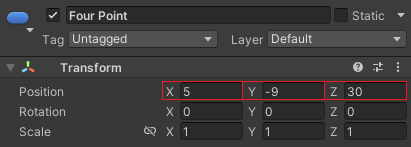 Four Point Static
Tag Untagged Layer Default
Transform
Position X 5 Y -9 Z 30
Rotation X 0 Y 0 Z 0
Scale X 1 Y 1 Z 1